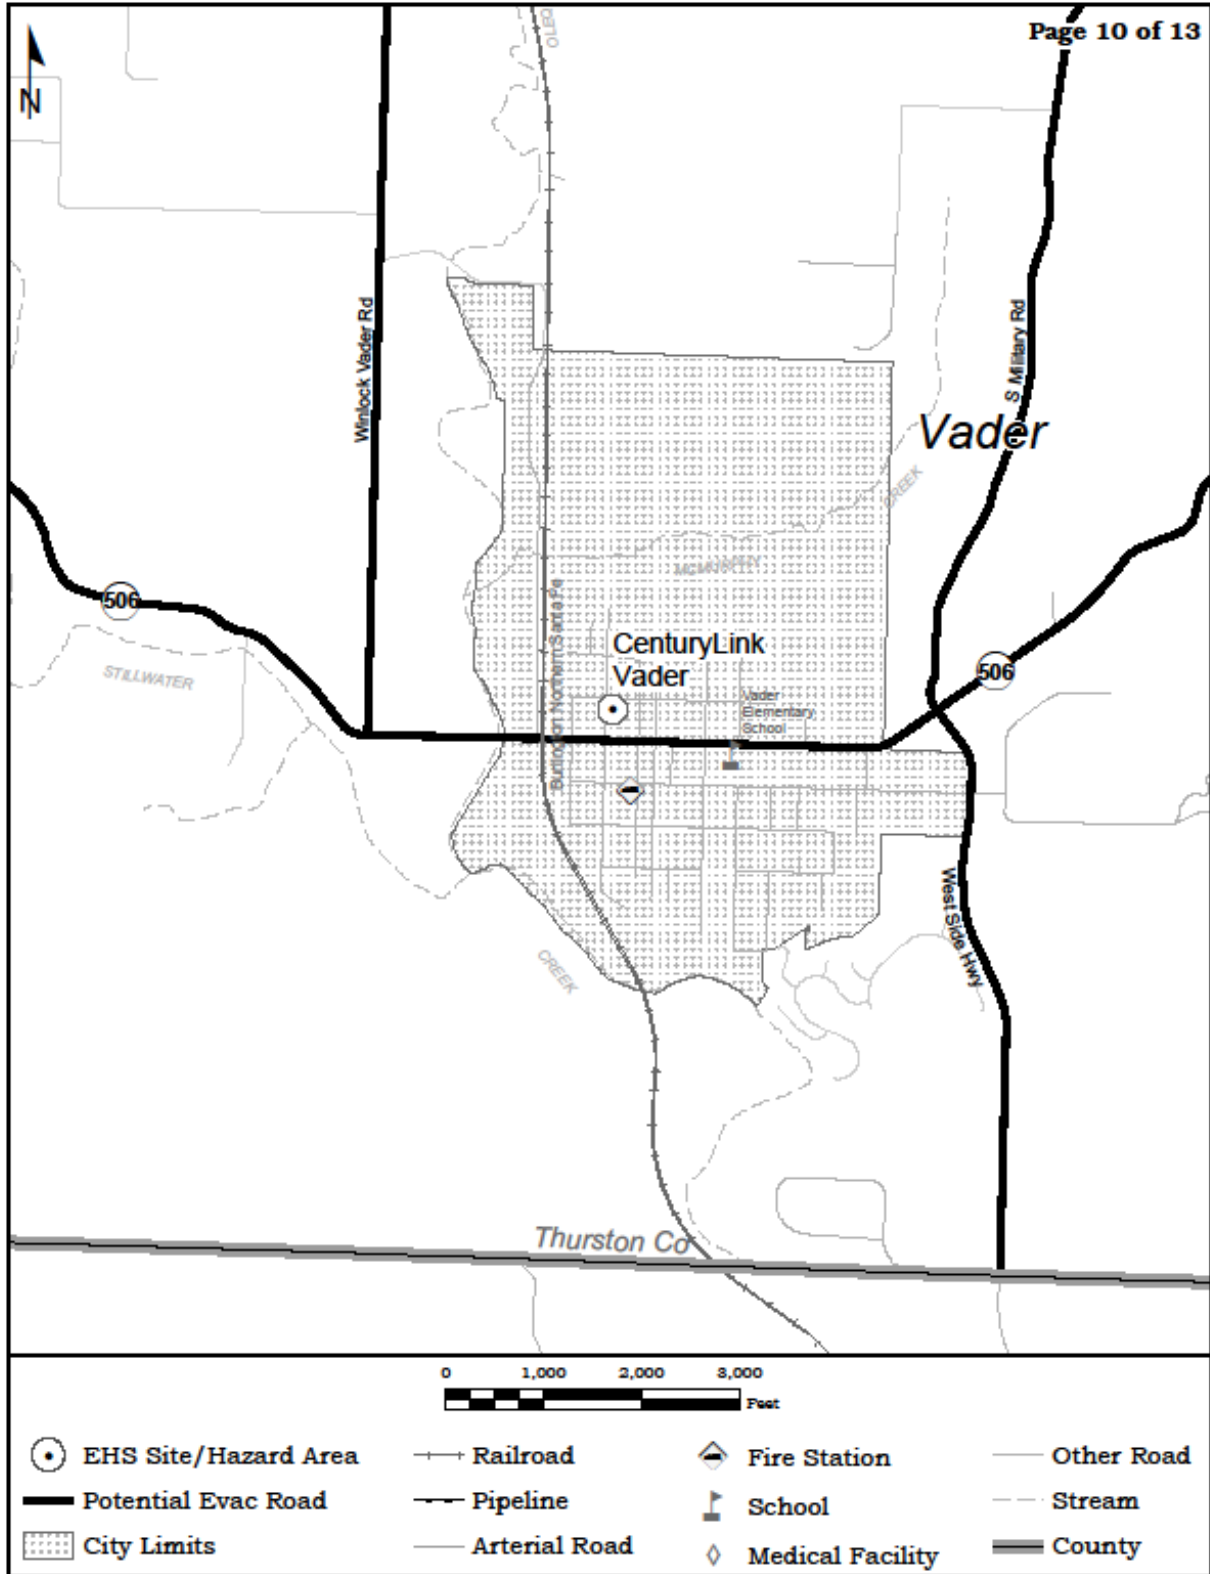 Page 10 of 13
N
OLEQ
Winlock Vader Rd
S Military Rd
Vader
CREEK
MCMURPHY
506
Burlington Northern Santa Fe
CenturyLink
Vader
506
STILLWATER
Vader
Elementary
School
West Side Hwy
CREEK
Thurston Co
0 1,000 2,000 3,000
Feet
EHS Site/Hazard Area
Railroad
Fire Station
Other Road
Potential Evac Road
Pipeline
School
Stream
City Limits
Arterial Road
Medical Facility
County